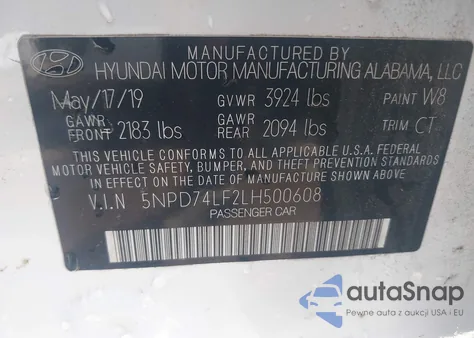 MANUFACTURED BY
HYUNDAI MOTOR MANUFACTURING ALABAMA, LLC
May/17/19 GVWR 3924 lbs PAINT W8
GAWR FRONT 2183 lbs GAWR REAR 2094 lbs TRIM CT
THIS VEHICLE CONFORMS TO ALL APPLICABLE U.S.A. FEDERAL
MOTOR VEHICLE SAFETY, BUMPER, AND THEFT PREVENTION STANDARDS
IN EFFECT ON THE DATE OF MANUFACTURE SHOWN ABOVE.
V.I.N 5NPD74LF2LH500608
PASSENGER CAR
autoSnap
Pewne auta z aukcji USA i EU